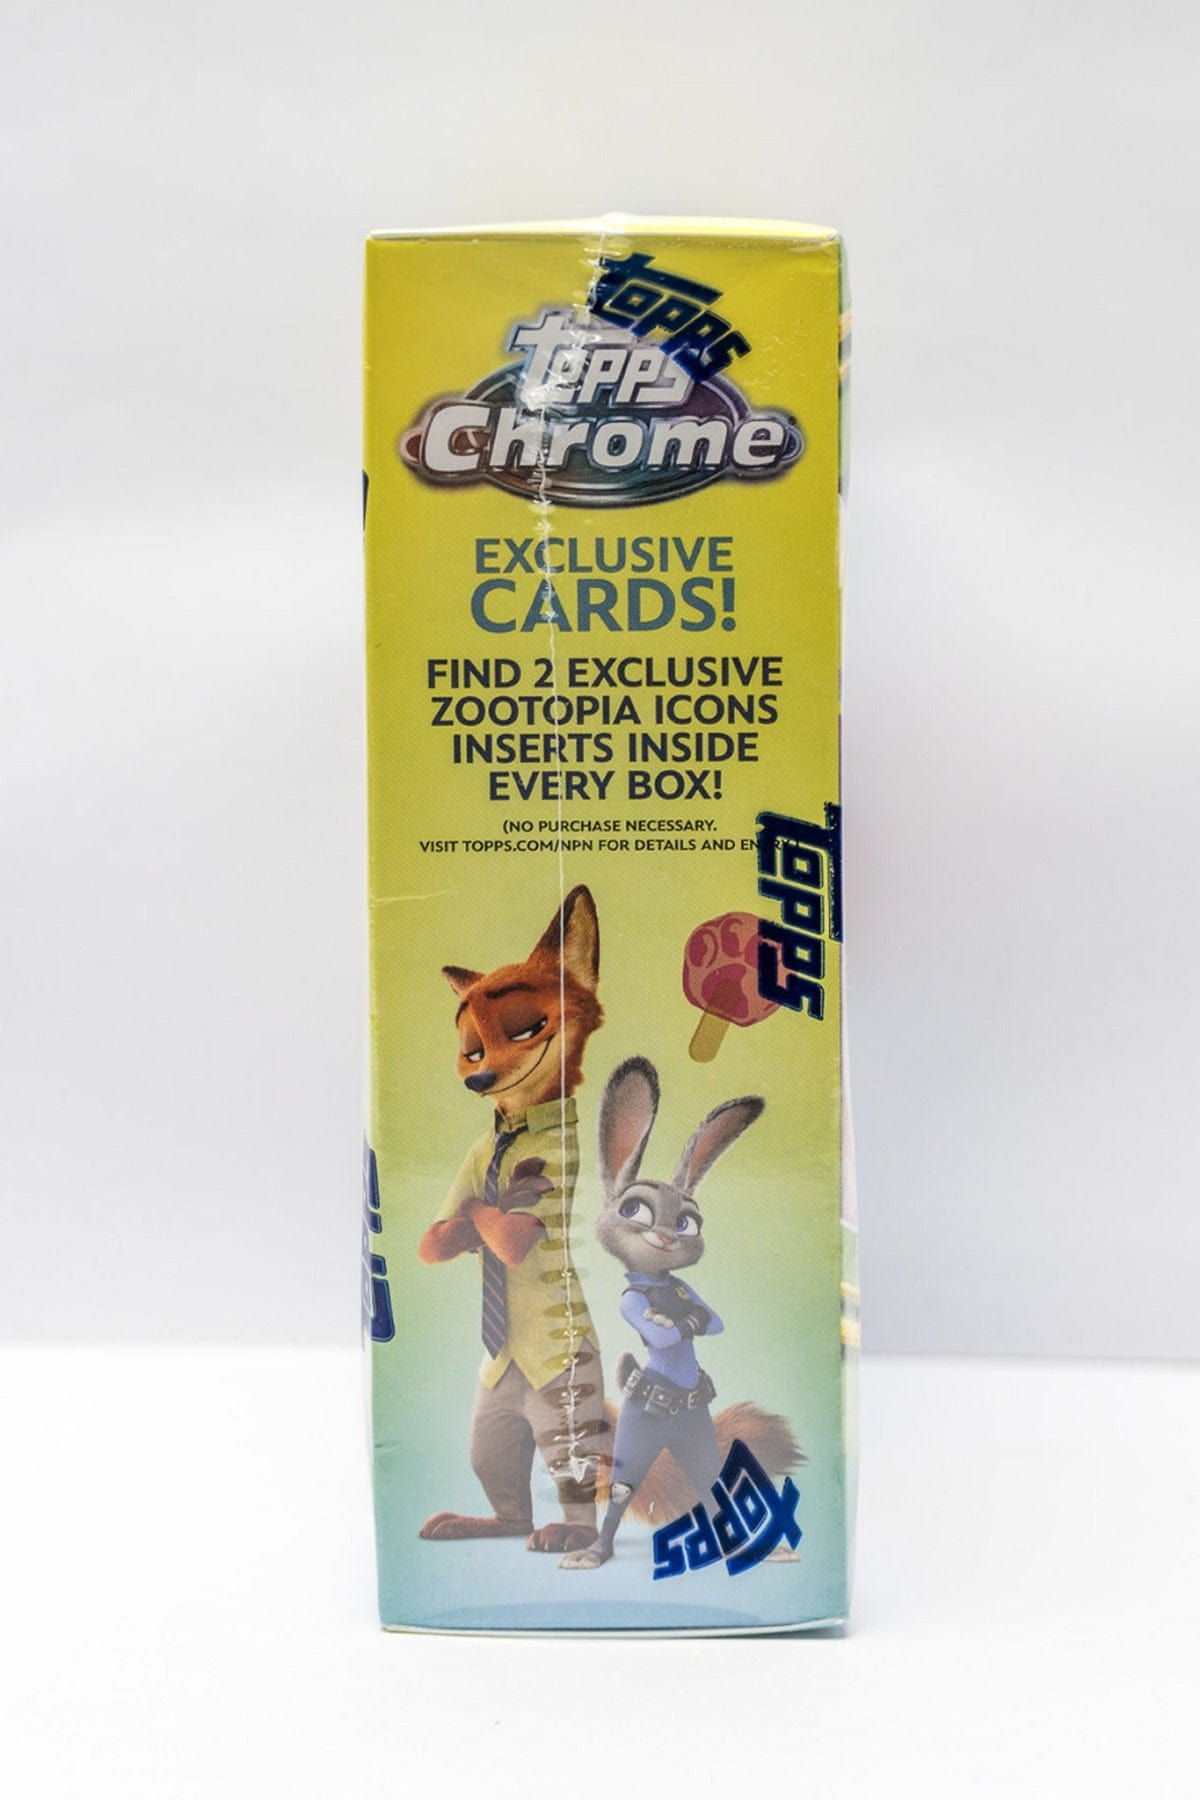 Topps
Topps
Chrome
EXCLUSIVE
CARDS!
FIND 2 EXCLUSIVE
ZOOTOPIA ICONS
INSERTS INSIDE
EVERY BOX!
(NO PURCHASE NECESSARY.
VISIT TOPPS.COM/NPN FOR DETAILS AND
Topps
Topps